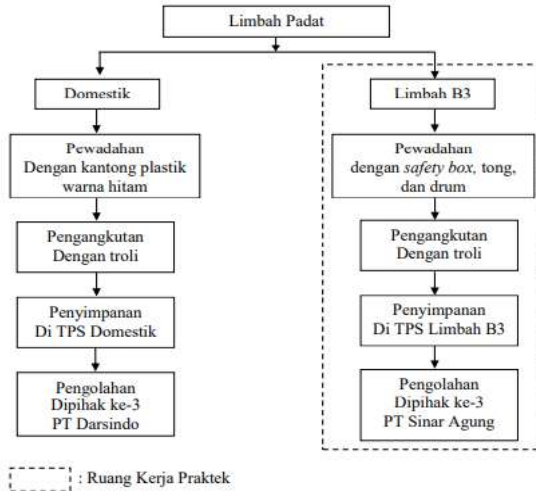 Limbah Padat
Domestik
Limbah B3
Pewadahan
Dengan kantong plastik
warna hitam
Pewadahan
dengan safety box, tong,
dan drum
Pengangkutan
Dengan troli
Pengangkutan
Dengan troli
Penyimpanan
Di TPS Domestik
Penyimpanan
Di TPS Limbah B3
Pengolahan
Dipihak ke-3
PT Darsindo
Pengolahan
Dipihak ke-3
PT Sinar Agung
: Ruang Kerja Praktek